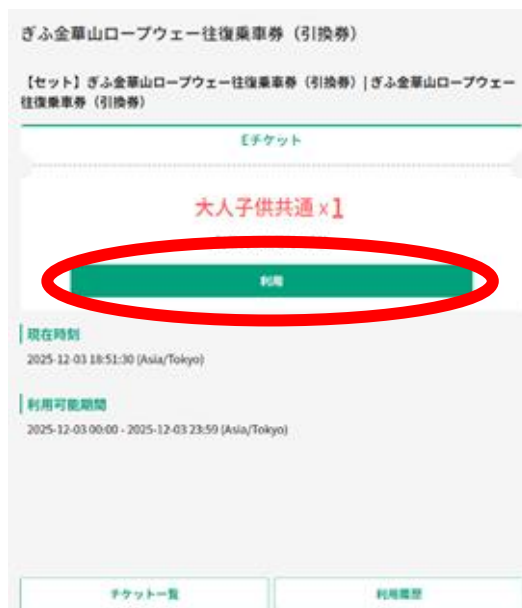 ぎふ金華山ロープウェー往復乗車券（引換券）
【セット】ぎふ金華山ロープウェー往復乗車券（引換券）| ぎふ金華山ロープウェー
往復乗車券（引換券）
Eチケット
大人子供共通 x1
利用
現在時刻
2025-12-03 18:51:30 (Asia/Tokyo)
利用可能期間
2025-12-03 00:00 - 2025-12-03 23:59 (Asia/Tokyo)
チケット一覧
利用履歴